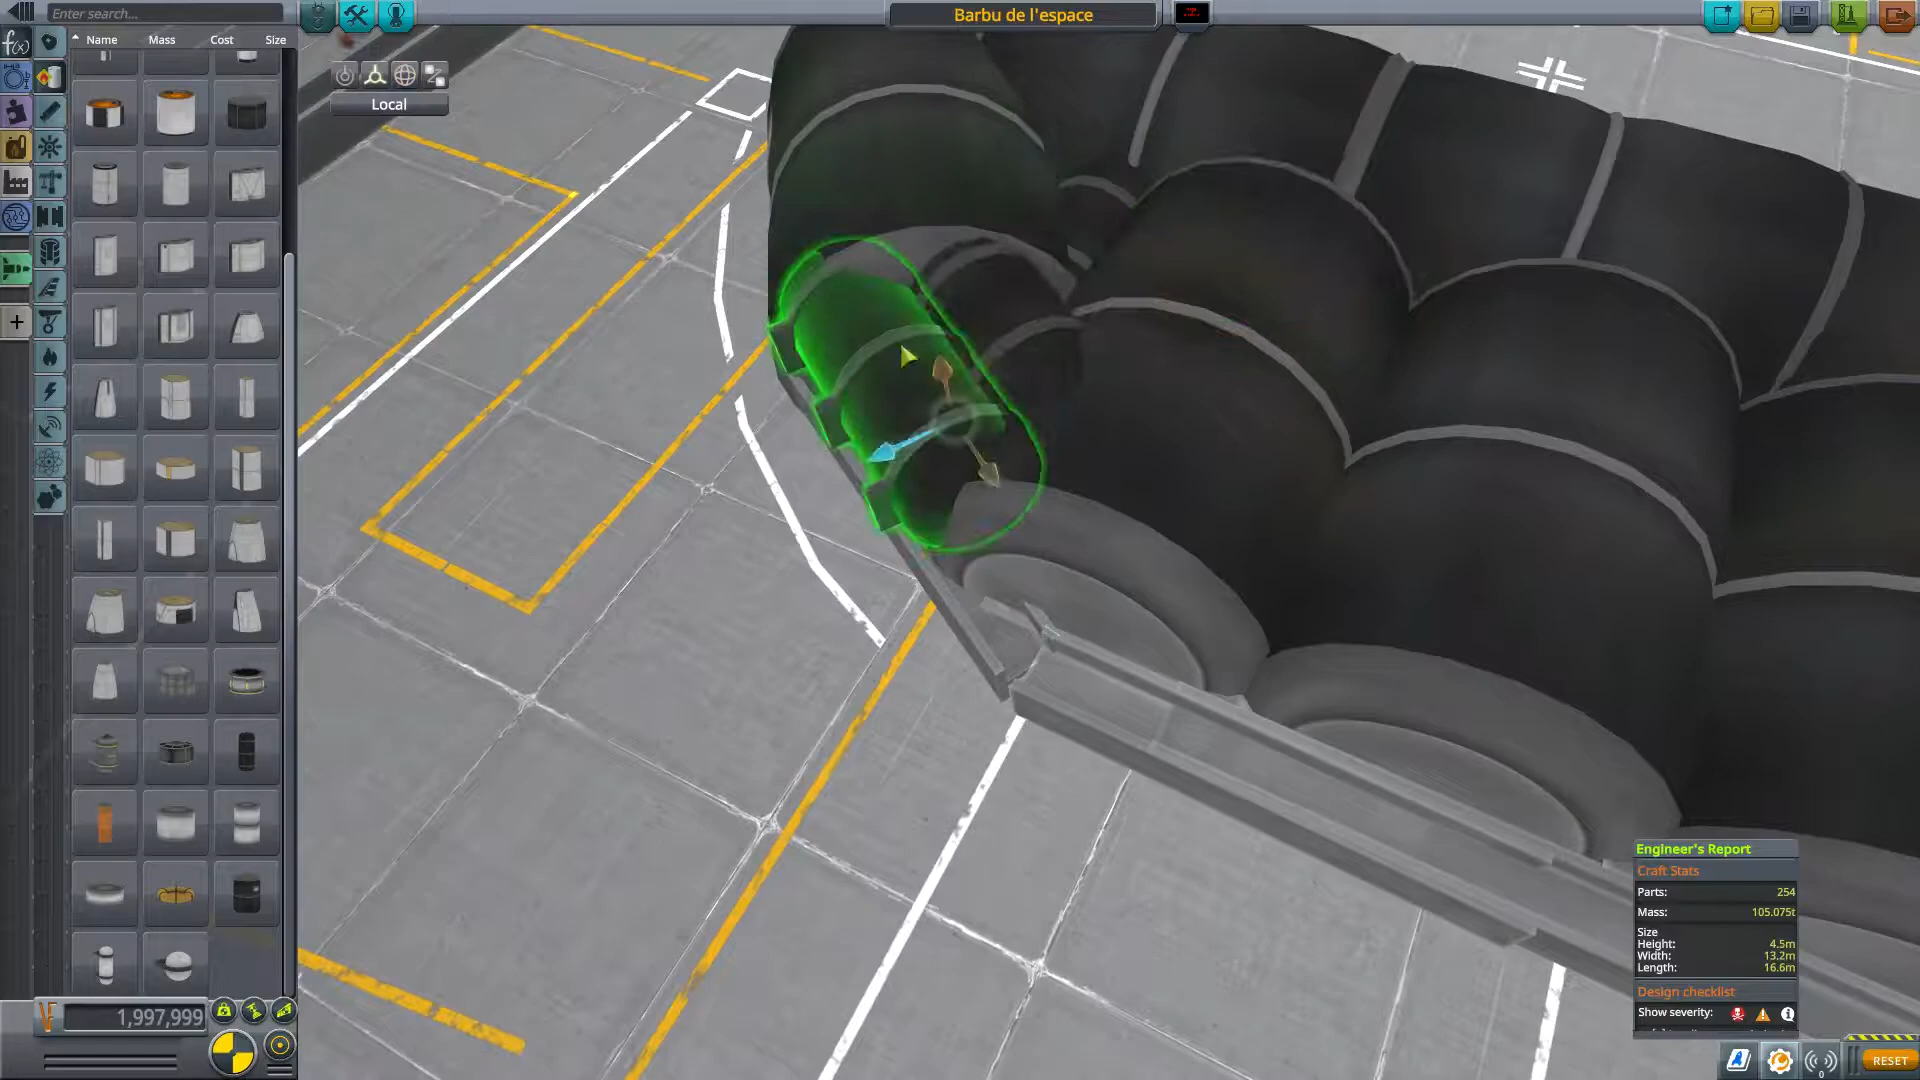 Enter search...
Barbu de l'espace
Name Mass Cost Size
f(x)
Local
Engineer's Report
Craft Stats
Parts: 254
Mass: 105.075t
Size
Height: 4.5m
Width: 13.2m
Length: 16.6m
Design checklist
Show severity:
1,997,999
0
RESET